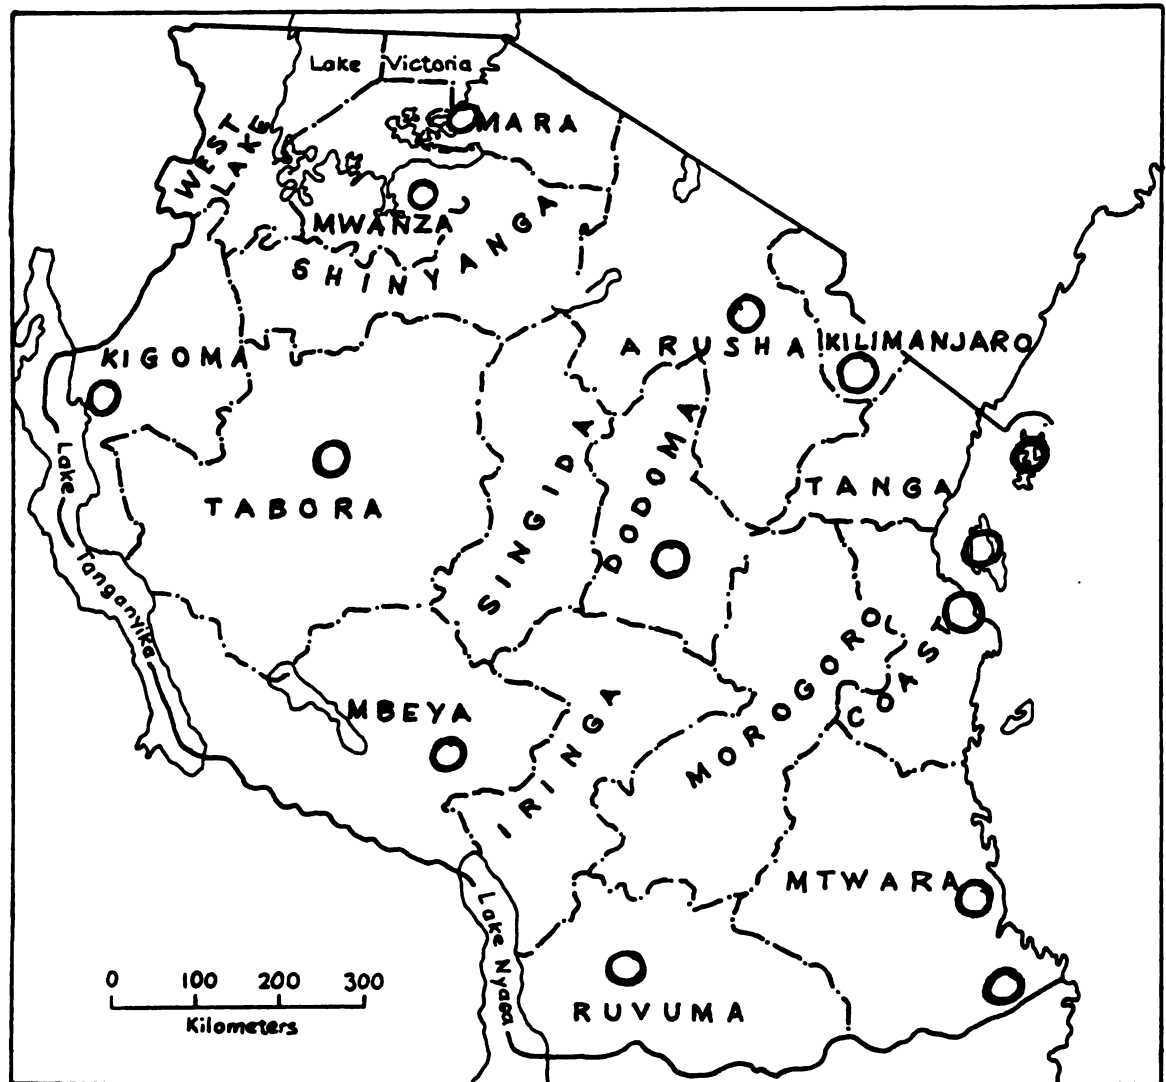 Lake Victoria
MARA
WEST
LAKE
MWANZA
SHINYANGA
KIGOMA
ARUSHA
KILIMANJARO
Lake Tanganyika
TABORA
SINGIDA
DODOMA
TANGA
MOROGORO
COAST
MBEYA
IRINGA
MTWARA
Lake Nyasa
RUVUMA
0 100 200 300
Kilometers